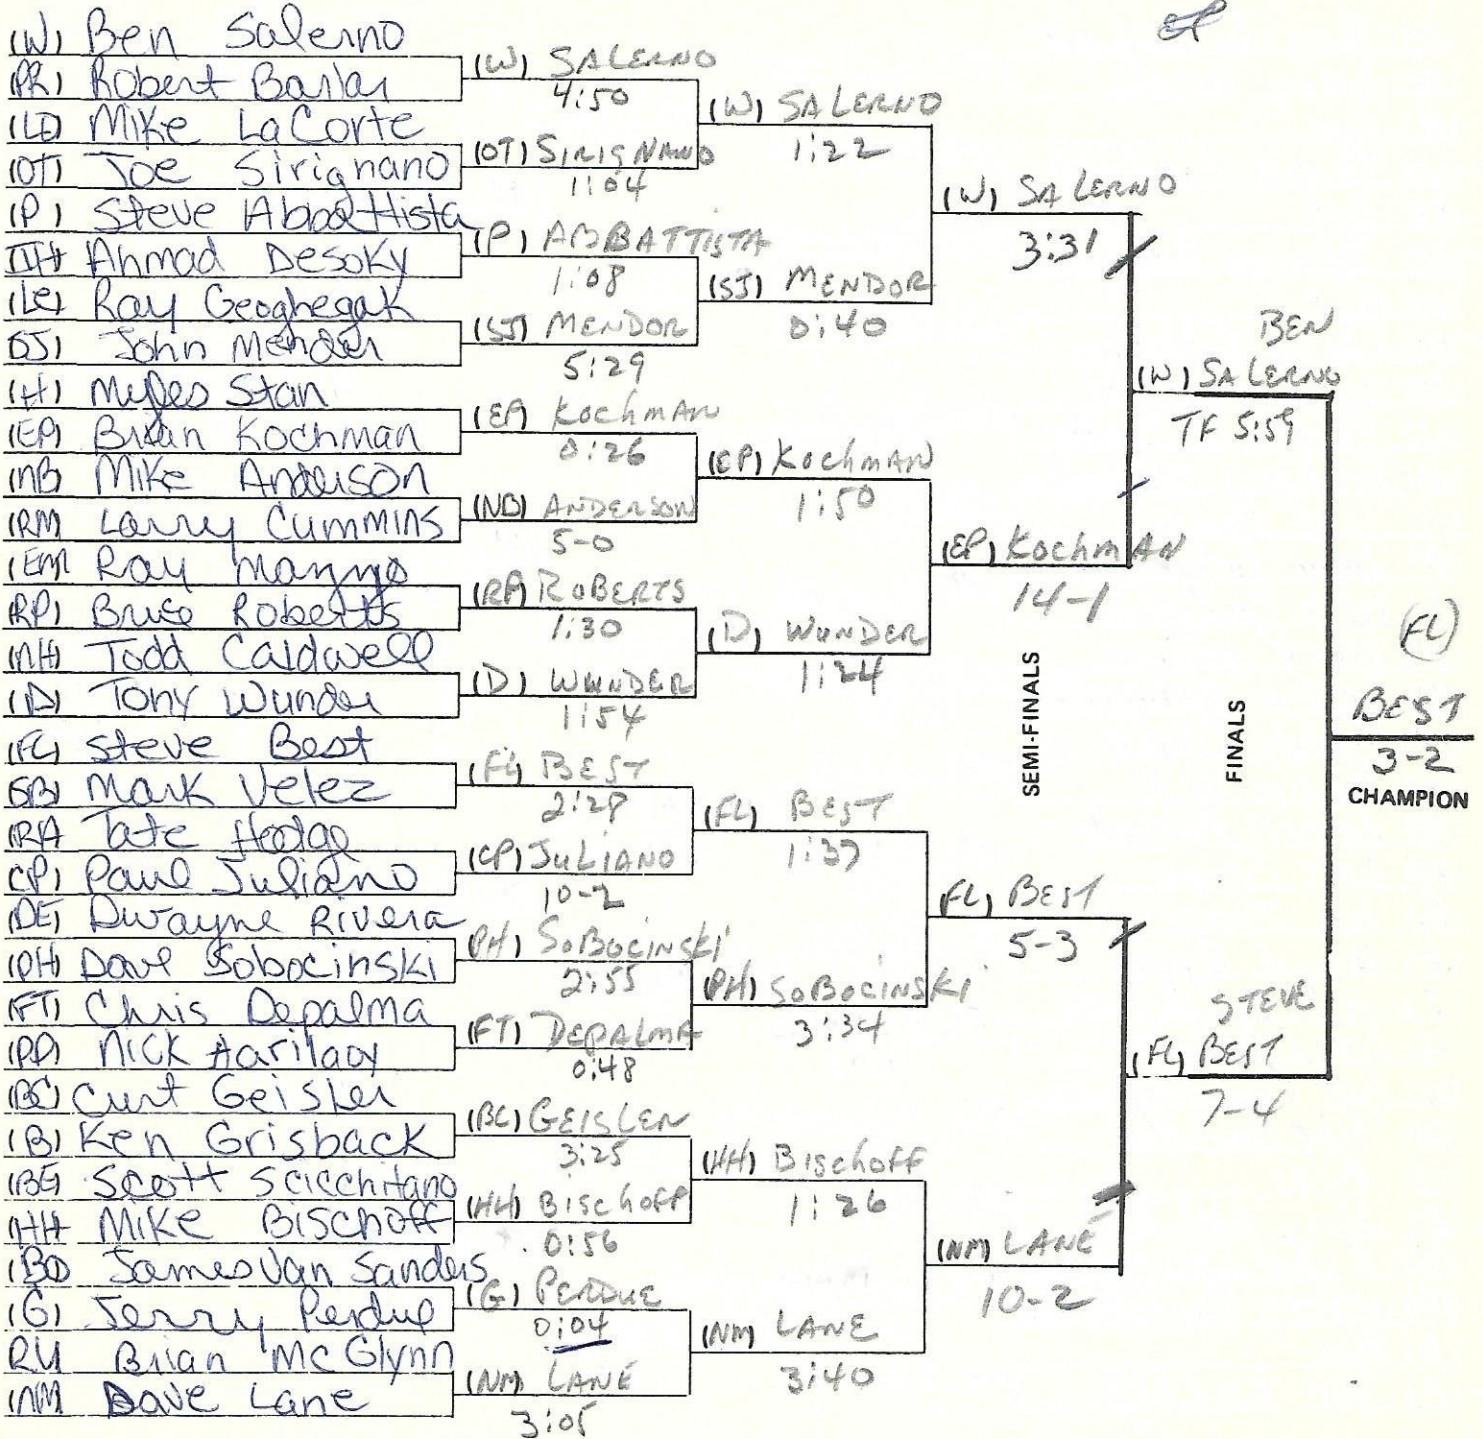 (W) Ben Salerno
(PR) Robert
(LD) Mike LaCorte
(OT) Joe Sirignano
(P) Steve Abbattista
Ahmad Desoky
(LE) Ray
(SJ) John Mendor
(H) Myles Stan
(EP) Brian Kochman
(NB) Mike Anderson
(RM) Larry Cummins
(EM) Ray
(RP) Bruce Roberts
(NH) Todd Caldwell
(D) Tony Wunder
(FL) Steve Best
(SB) Mark Velez
(RA) Tate Hodge
(CP) Paul Juliano
(DE) Dwayne Rivera
(PH) Dave Sobocinski
(FT) Chris Depalma
Nick
(BC) Curt Geisler
(B) Ken Grisback
(BE) Scott Scicchitano
(HH) Mike Bischoff
James Van Sanders
(G) Jerry Perdue
Brian McGlynn
(NM) Dave Lane
(W) SALERNO
4:50
(OT) SIRIGNANO
1:04
(P) ABBATTISTA
1:08
(SJ) MENDOR
5:29
(EP) KochMAN
0:26
(NB) ANDERSON
5-0
(RP) ROBERTS
1:30
(D) WUNDER
1:54
(FL) BEST
2:28
(CP) JULIANO
10-2
(PH) SOBOCINSKI
2:55
(FT) DEPALMA
0:48
(BC) GEISLER
3:25
(HH) Bischoff
0:56
(G) PERDUE
0:04
(NM) LANE
3:05
(W) SALERNO
1:22
(SJ) MENDOR
0:40
(EP) KochMAN
1:50
(D) WUNDER
1:24
(FL) BEST
1:37
(PH) SOBOCINSKI
3:34
(HH) Bischoff
1:26
(NM) LANE
3:40
(W) SALERNO
3:31
(EP) KochMAN
14-1
(FL) BEST
5-3
(NM) LANE
10-2
SEMI-FINALS
BEN
(W) SALERNO
TF 5:59
STEVE
(FL) BEST
7-4
FINALS
(FL)
BEST
3-2
CHAMPION